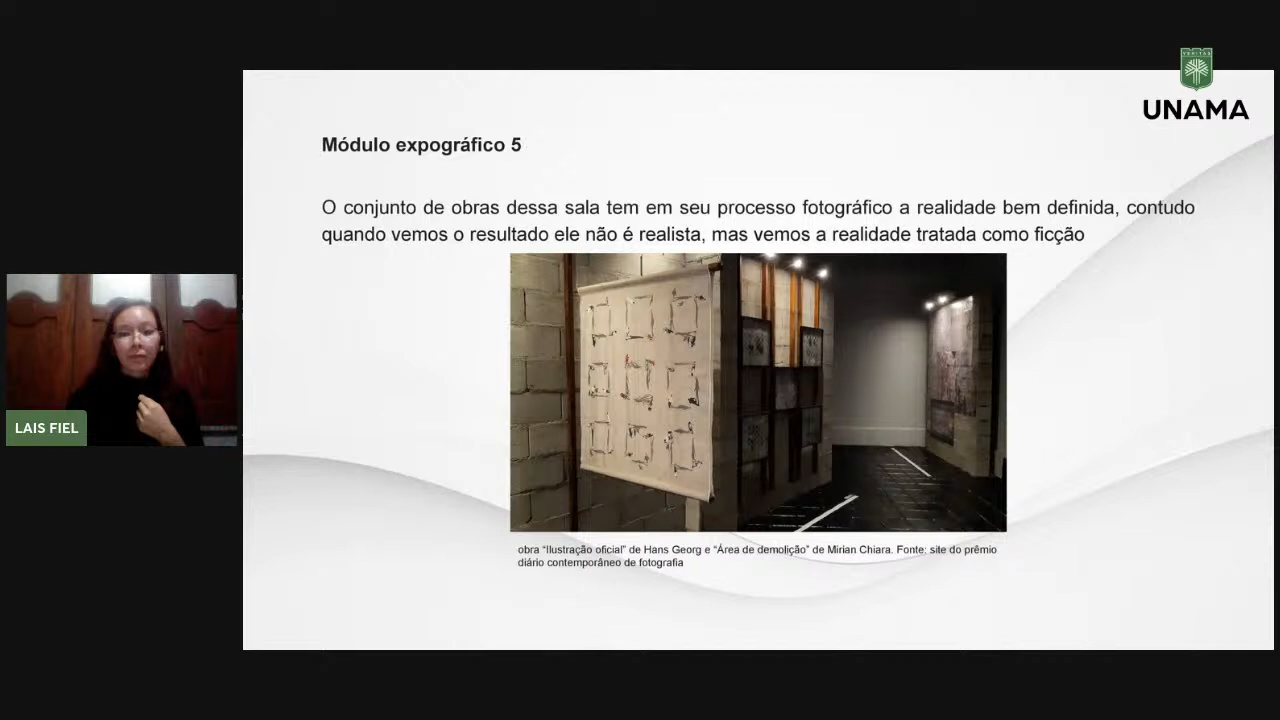 VERITAS
UNAMA
Módulo expográfico 5
O conjunto de obras dessa sala tem em seu processo fotográfico a realidade bem definida, contudo
quando vemos o resultado ele não é realista, mas vemos a realidade tratada como ficção
LAIS FIEL
obra “Ilustração oficial” de Hans Georg e “Área de demolição” de Mirian Chiara. Fonte: site do prêmio
diário contemporâneo de fotografia